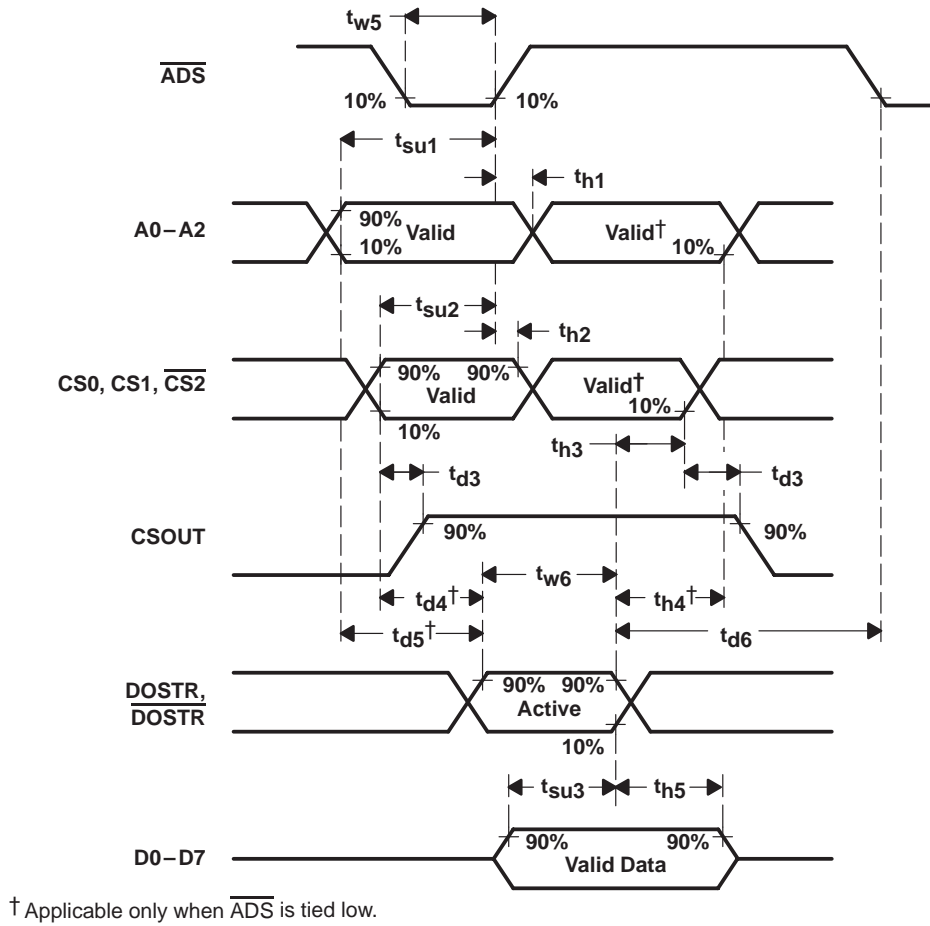 tw5
ADS
10%
10%
tsu1
th1
A0–A2
90%
Valid
10%
Valid†
10%
tsu2
th2
CS0, CS1, CS2
90%
90%
Valid
10%
Valid†
10%
th3
td3
td3
CSOUT
90%
90%
tw6
td4†
th4†
td5†
td6
DOSTR,
DOSTR
90%
90%
Active
10%
tsu3
th5
D0–D7
90%
90%
Valid Data
† Applicable only when ADS is tied low.